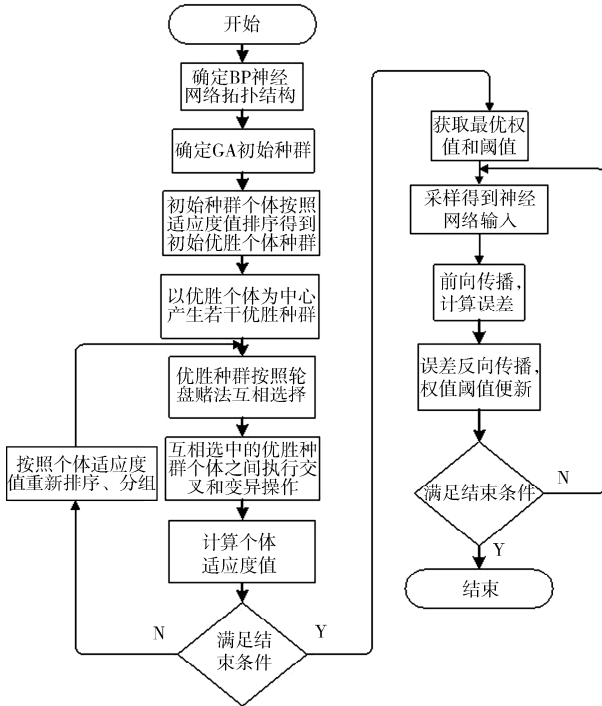 开始
确定BP神经
网络拓扑结构
确定GA初始种群
初始种群个体按照
适应度值排序得到
初始优胜个体种群
以优胜个体为中心
产生若干优胜种群
优胜种群按照轮
盘赌法互相选择
互相选中的优胜种
群个体之间执行交
叉和变异操作
按照个体适应度
值重新排序、分组
计算个体
适应度值
满足结
束条件
N
Y
获取最优权
值和阈值
采样得到神经
网络输入
前向传播，
计算误差
误差反向传播，
权值阈值便新
满足结束条件
N
Y
结束